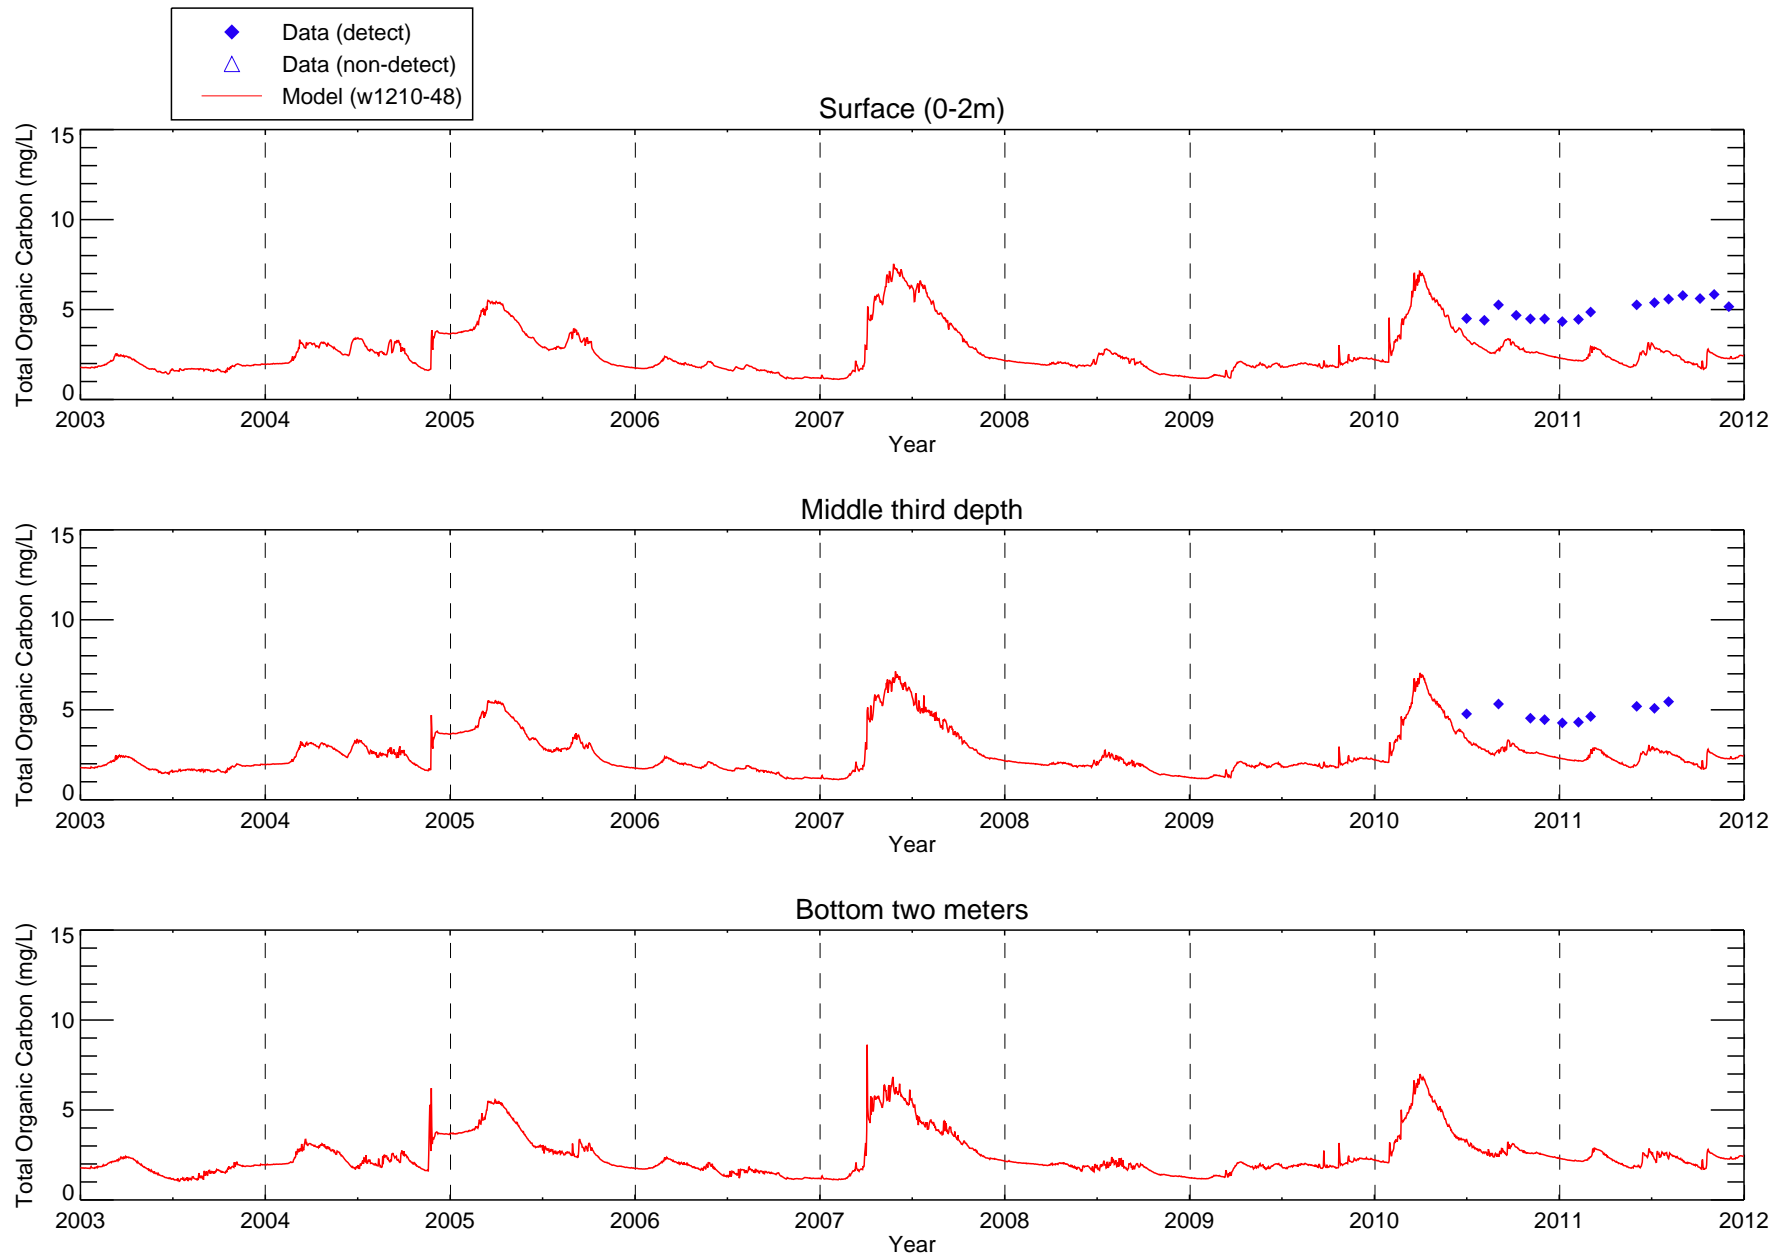 Data (detect)
Data (non-detect)
Model (w1210-48)
Surface (0-2m)
Total Organic Carbon (mg/L)
15
10
5
0
2003 2004 2005 2006 2007 2008 2009 2010 2011 2012
Year
Middle third depth
Total Organic Carbon (mg/L)
15
10
5
0
2003 2004 2005 2006 2007 2008 2009 2010 2011 2012
Year
Bottom two meters
Total Organic Carbon (mg/L)
15
10
5
0
2003 2004 2005 2006 2007 2008 2009 2010 2011 2012
Year